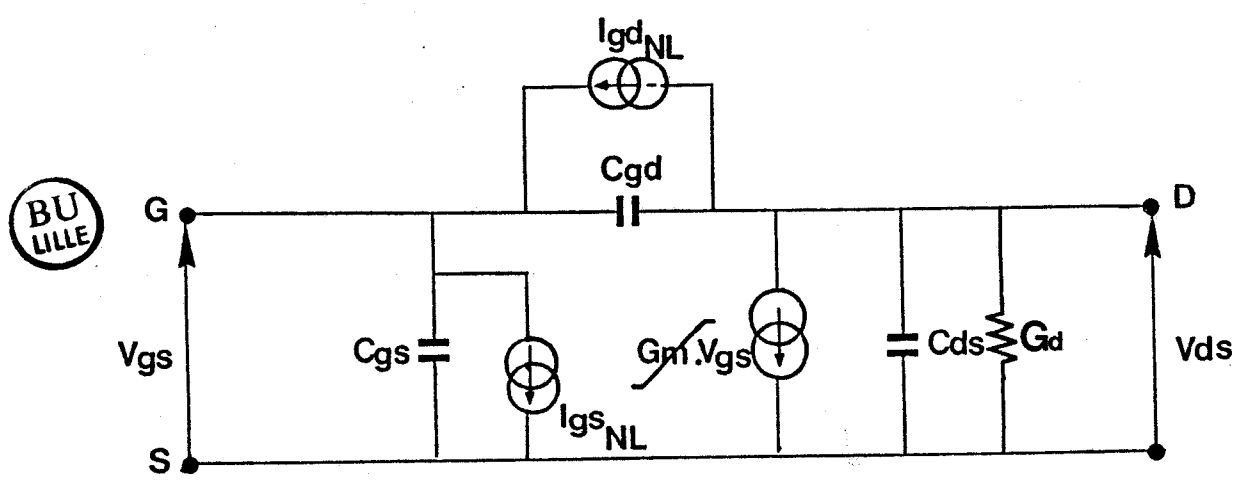 IgdNL
Cgd
BU
LILLE
G
D
Vgs
Cgs
IgsNL
Gm.Vgs
Cds
Gd
Vds
S